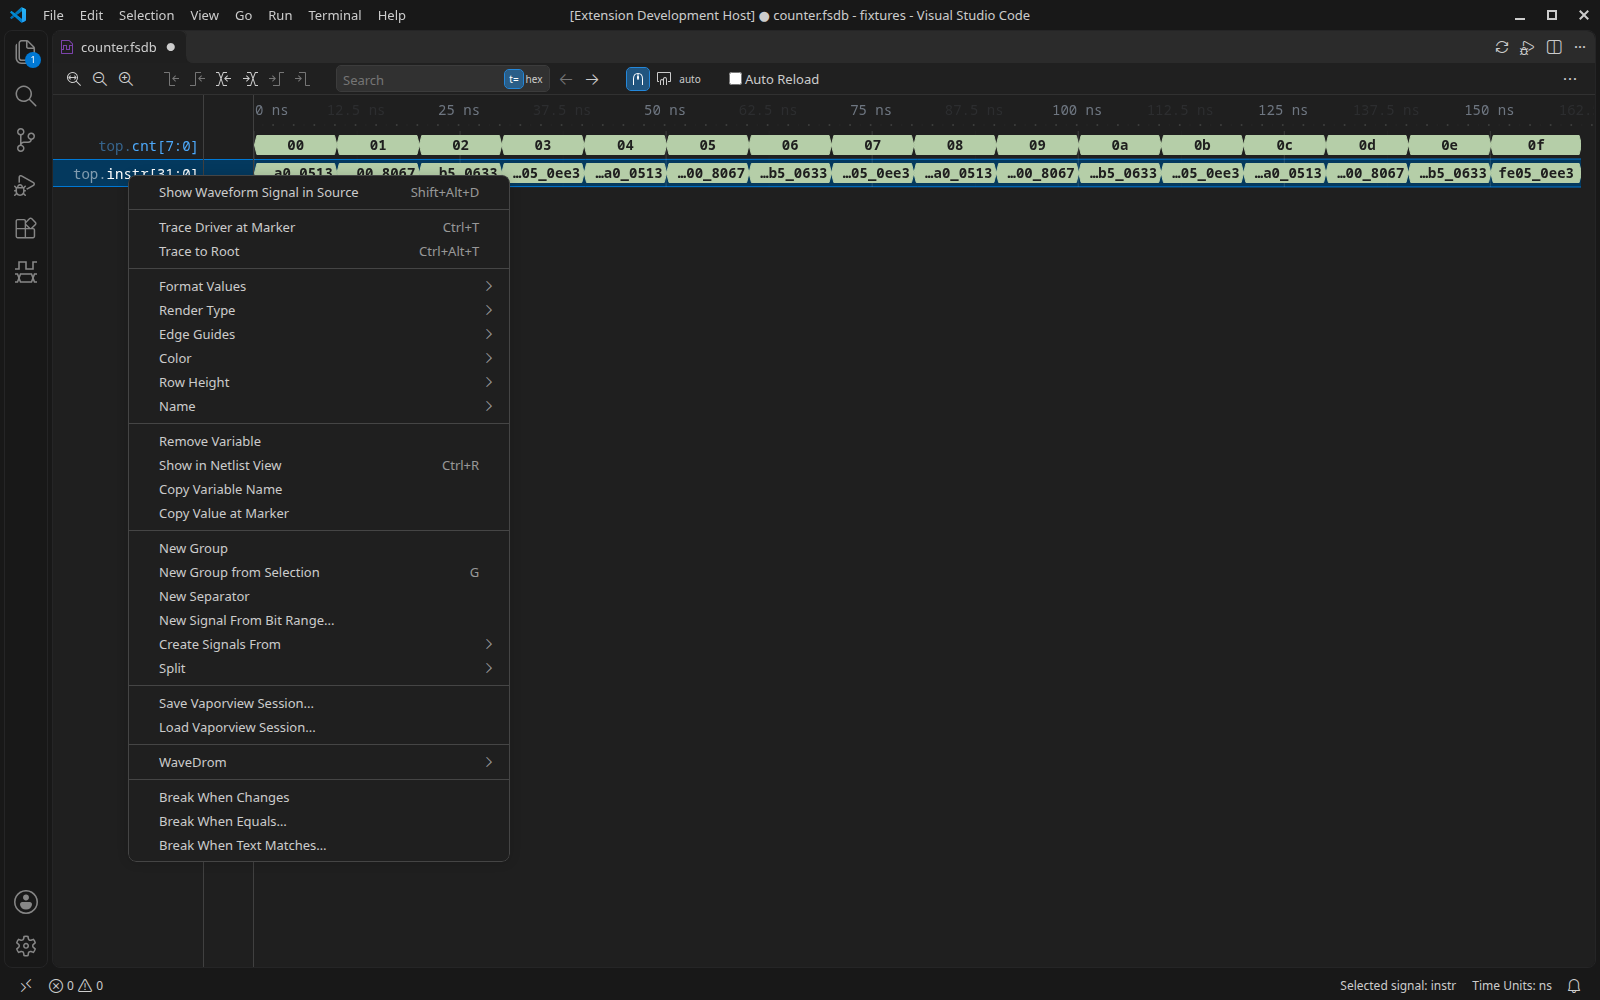 File Edit Selection View Go Run Terminal Help [Extension Development Host] ● counter.fsdb - fixtures - Visual Studio Code
1
counter.fsdb
Search t= hex auto Auto Reload
0 ns 12.5 ns 25 ns 37.5 ns 50 ns 62.5 ns 75 ns 87.5 ns 100 ns 112.5 ns 125 ns 137.5 ns 150 ns 162.
top.cnt[7:0] 00 01 02 03 04 05 06 07 08 09 0a 0b 0c 0d 0e 0f
top.instr[31:0] a0_0513 00_8067 b5_0633 …05_0ee3 …a0_0513 …00_8067 …b5_0633 …05_0ee3 …a0_0513 …00_8067 …b5_0633 …05_0ee3 …a0_0513 …00_8067 …b5_0633 fe05_0ee3
Show Waveform Signal in Source Shift+Alt+D
Trace Driver at Marker Ctrl+T
Trace to Root Ctrl+Alt+T
Format Values
Render Type
Edge Guides
Color
Row Height
Name
Remove Variable
Show in Netlist View Ctrl+R
Copy Variable Name
Copy Value at Marker
New Group
New Group from Selection G
New Separator
New Signal From Bit Range...
Create Signals From
Split
Save Vaporview Session...
Load Vaporview Session...
WaveDrom
Break When Changes
Break When Equals...
Break When Text Matches...
0 0 Selected signal: instr Time Units: ns